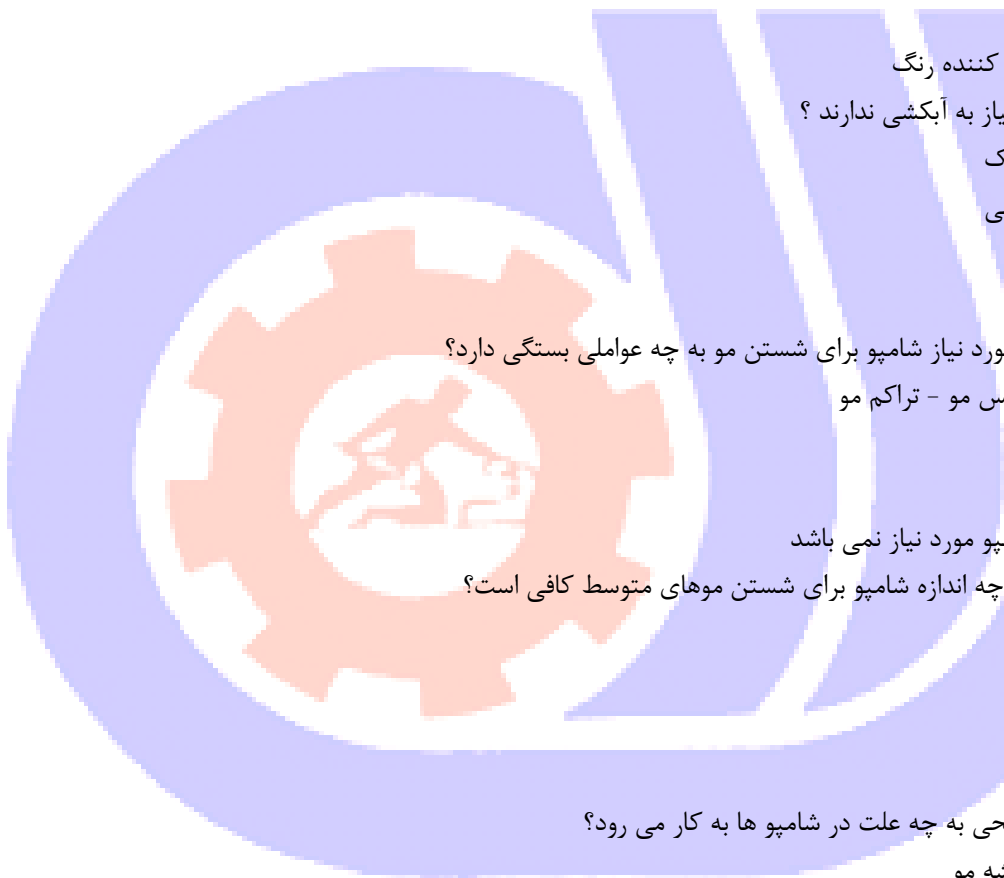 کننده رنگ
یاز به آبکشی ندارند ؟
ک
ی
ورد نیاز شامپو برای شستن مو به چه عواملی بستگی دارد؟
س مو - تراکم مو
پو مورد نیاز نمی باشد
چه اندازه شامپو برای شستن موهای متوسط کافی است؟
حی به چه علت در شامپو ها به کار می رود؟
شه مو